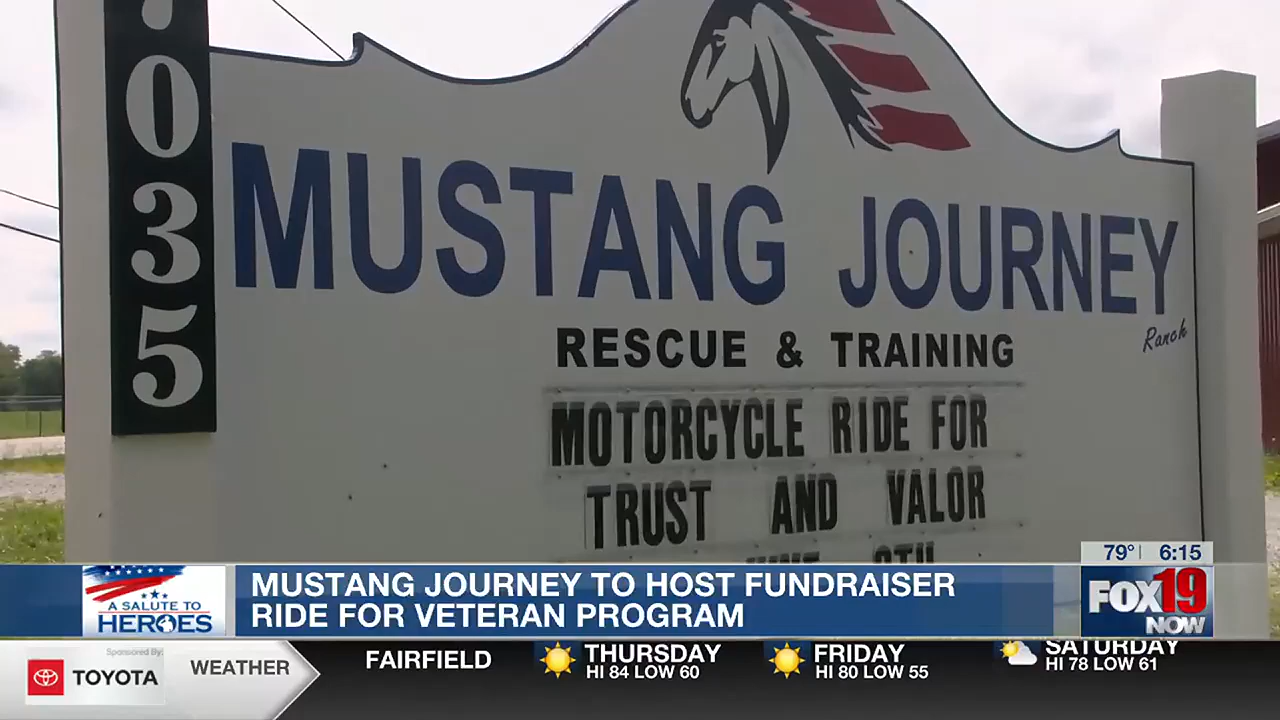 035
MUSTANG JOURNEY
Ranch
RESCUE & TRAINING
MOTORCYCLE RIDE FOR
TRUST AND VALOR
79° 6:15
A SALUTE TO
HEROES
MUSTANG JOURNEY TO HOST FUNDRAISER
RIDE FOR VETERAN PROGRAM
FOX19
NOW
Sponsored By:
TOYOTA
WEATHER
FAIRFIELD
THURSDAY
HI 84 LOW 60
FRIDAY
HI 80 LOW 55
SATURDAY
HI 78 LOW 61